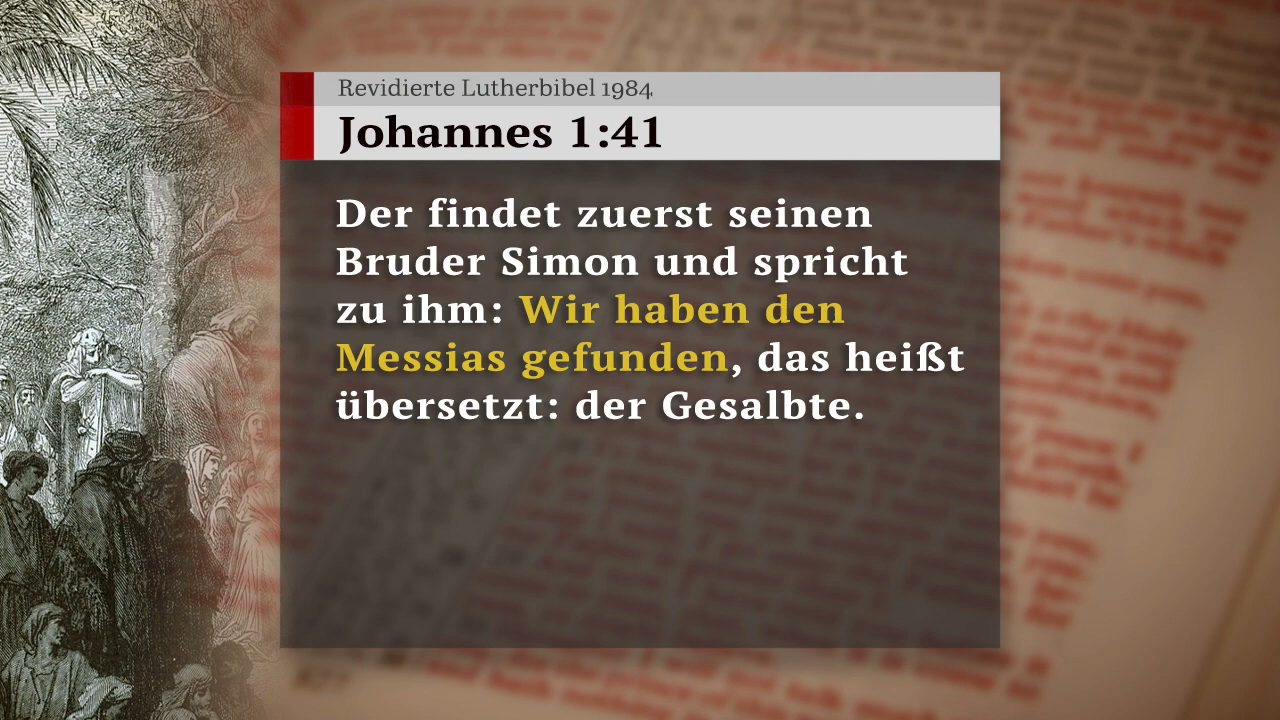 Revidierte Lutherbibel 1984
Johannes 1:41
Der findet zuerst seinen
Bruder Simon und spricht
zu ihm: Wir haben den
Messias gefunden, das heißt
übersetzt: der Gesalbte.